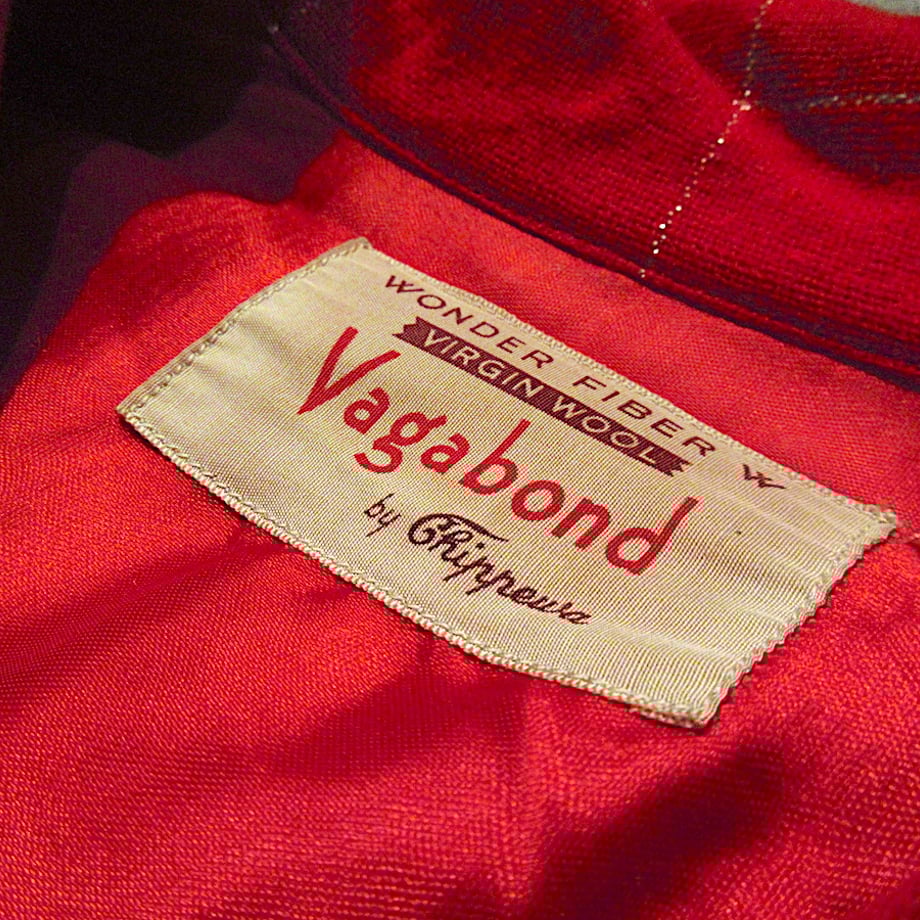 WONDER FIBER W
VIRGIN WOOL
Vagabond
by Chippewa